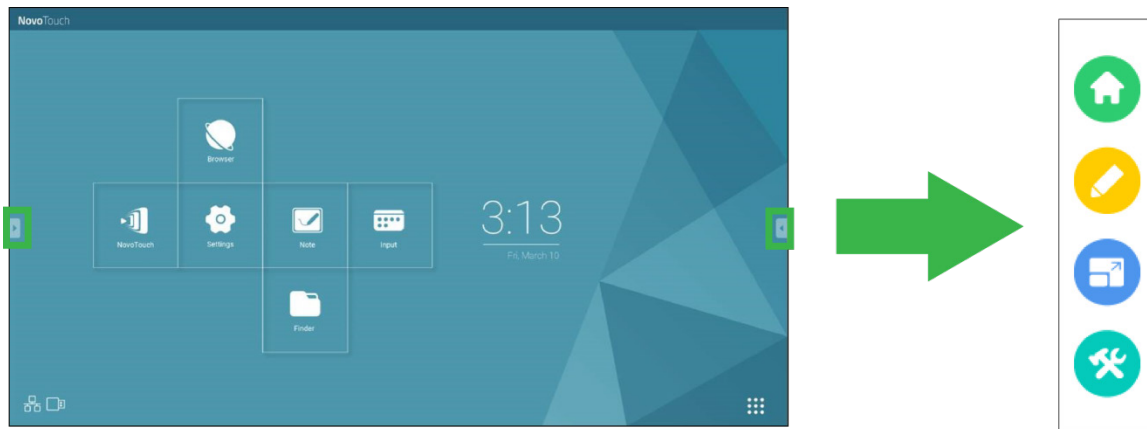 NovoTouch
Browser
NovoTouch
Settings
Note
Input
3:13
Fri, March 10
Finder